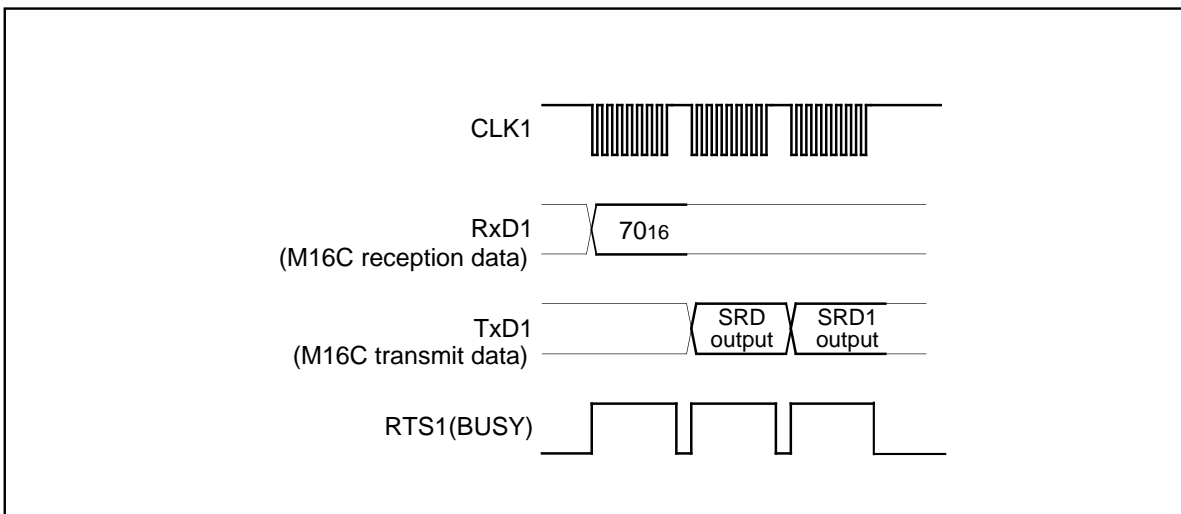 CLK1
RxD1
(M16C reception data)
7016
TxD1
(M16C transmit data)
SRD
output
SRD1
output
RTS1(BUSY)